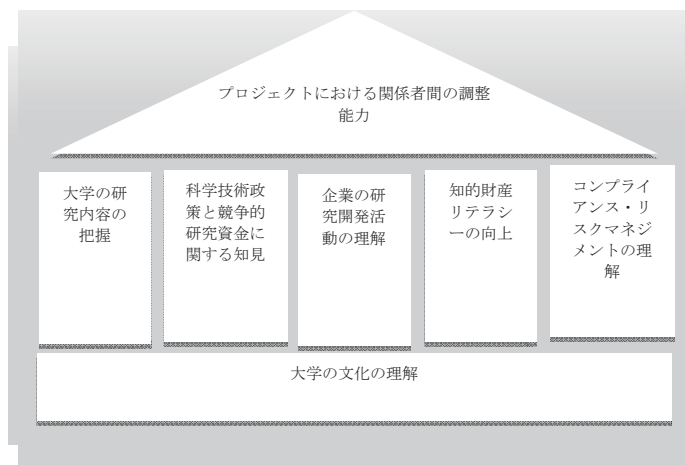 プロジェクトにおける関係者間の調整
能力
大学の研
究内容の
把握
科学技術政
策と競争的
研究資金に
関する知見
企業の研
究開発活
動の理解
知的財産
リテラシ
ーの向上
コンプライ
アンス・リ
スクマネジ
メントの理
解
大学の文化の理解